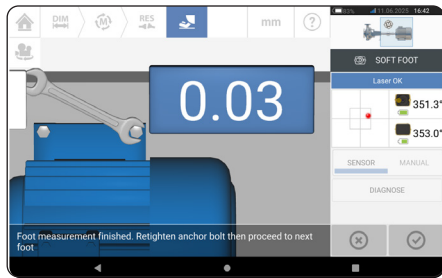 DIM
(M)
RES
mm
?
83%
11.06.2025 16:42
SOFT FOOT
Laser OK
0.03
351.3°
353.0°
SENSOR
MANUAL
DIAGNOSE
Foot measurement finished. Retighten anchor bolt then proceed to next
foot